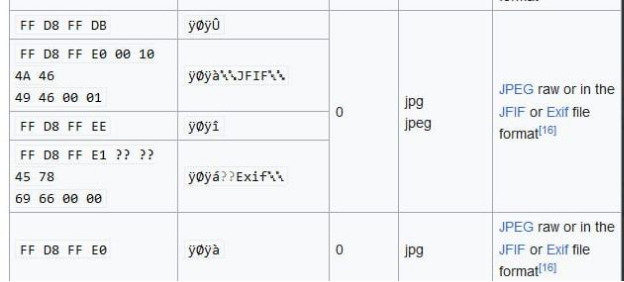 FF D8 FF DB
ÿØÿÛ
FF D8 FF E0 00 10
4A 46
49 46 00 01
ÿØÿà␀␐JFIF␀␁
FF D8 FF EE
ÿØÿî
FF D8 FF E1 ?? ??
45 78
69 66 00 00
ÿØÿá??Exif␀␀
0
jpg
jpeg
JPEG raw or in the
JFIF or Exif file
format[16]
FF D8 FF E0
ÿØÿà
0
jpg
JPEG raw or in the
JFIF or Exif file
format[16]